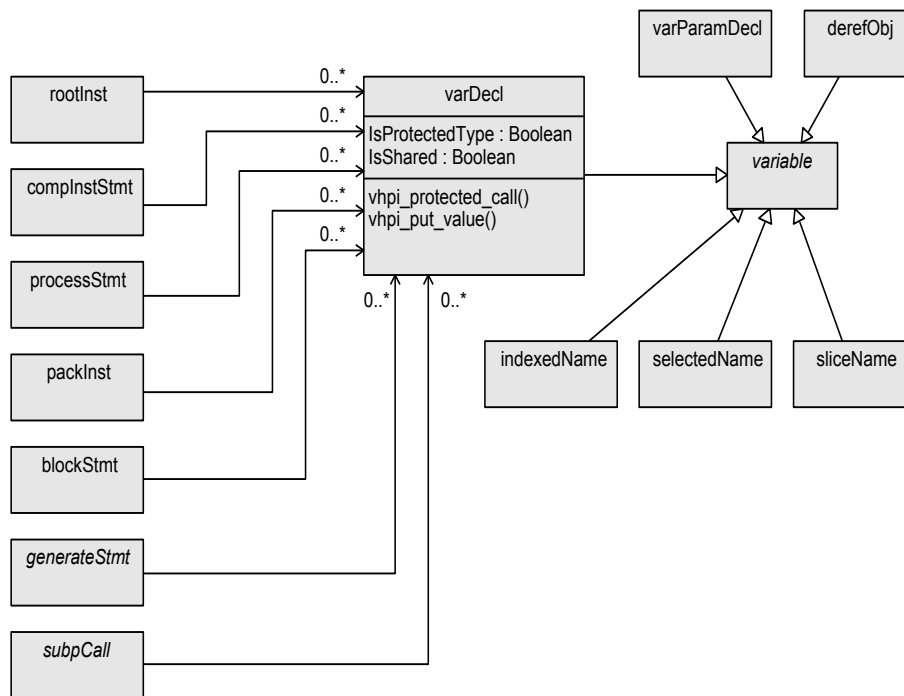 varParamDecl
derefObj
0..*
rootInst
varDecl
0..*
IsProtectedType : Boolean
IsShared : Boolean
variable
compInstStmt
0..*
vhpi_protected_call()
vhpi_put_value()
0..*
0..*
processStmt
0..*
0..*
indexedName
selectedName
sliceName
packInst
blockStmt
generateStmt
subpCall